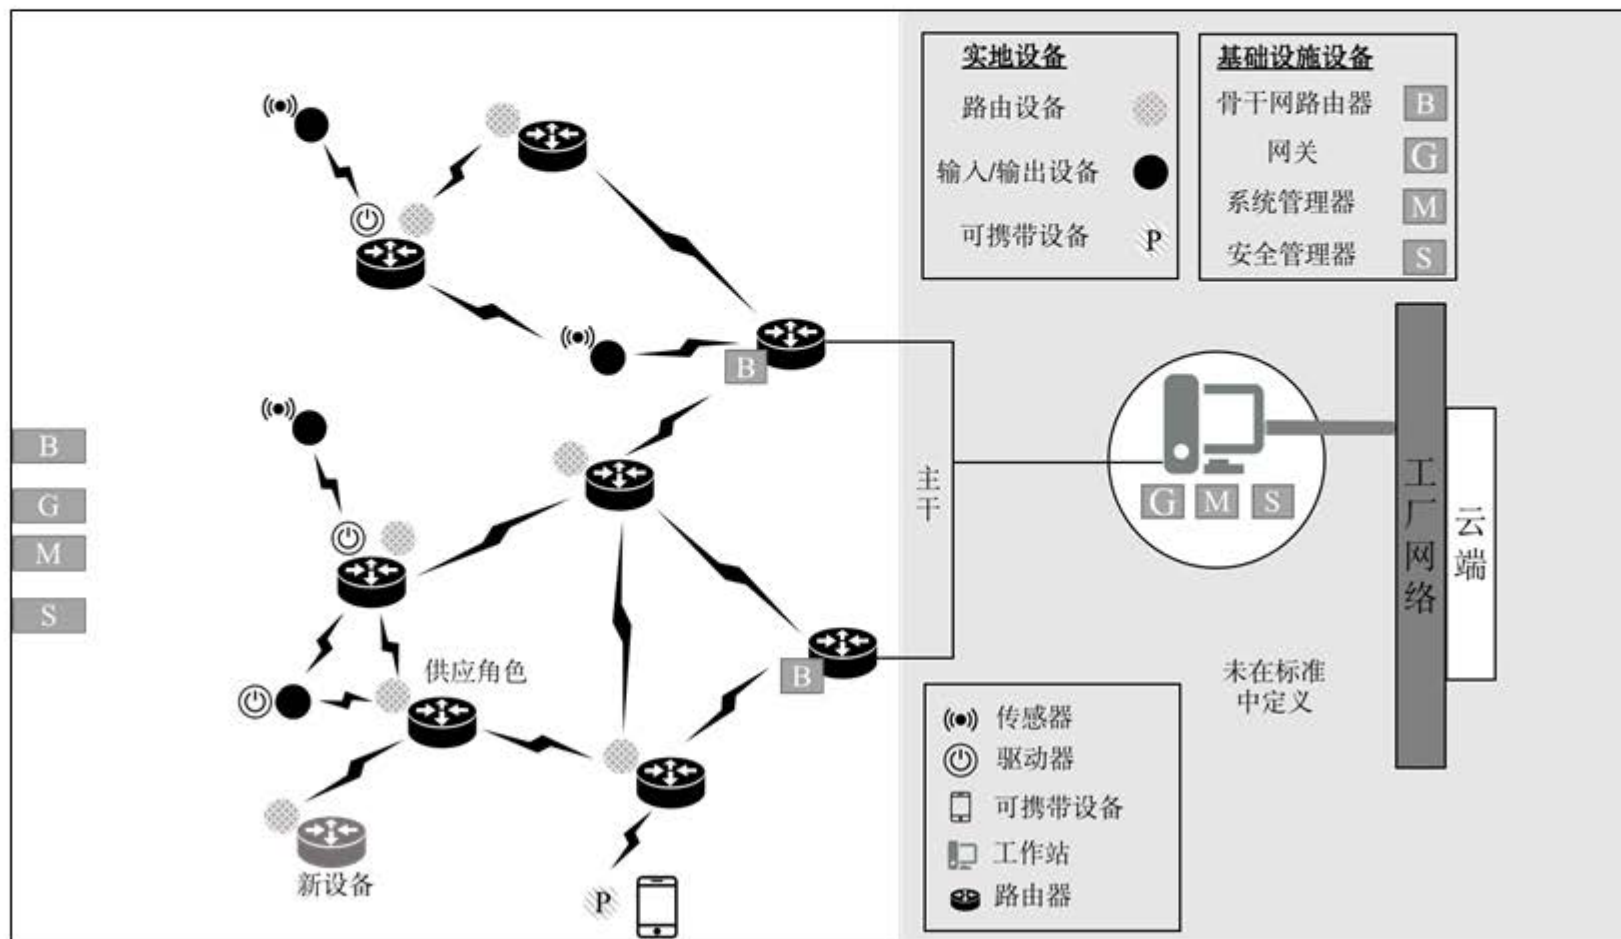 实地设备
路由设备
输入/输出设备
可携带设备
P
基础设施设备
骨干网路由器 B
网关 G
系统管理器 M
安全管理器 S
B
B
G
M
S
主干
G M S
工厂网络
云端
供应角色
B
未在标准
中定义
新设备
P
传感器
驱动器
可携带设备
工作站
路由器